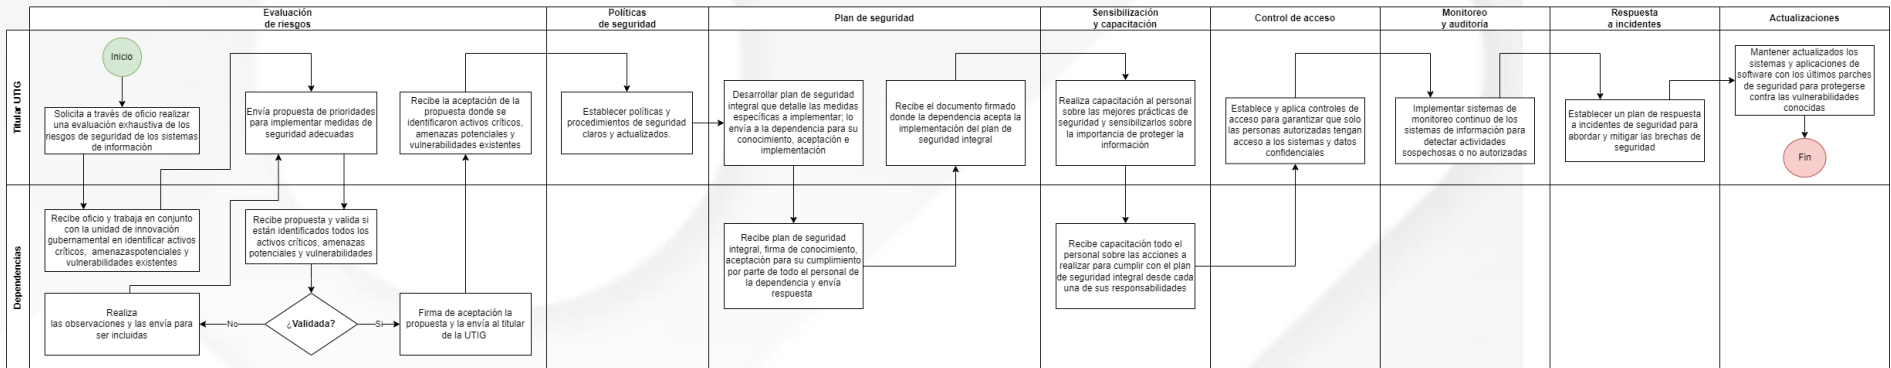 Evaluación
de riesgos
Políticas
de seguridad
Plan de seguridad
Sensibilización
y capacitación
Control de acceso
Monitoreo
y auditoría
Respuesta
a incidentes
Actualizaciones
Titular UTIG
Inicio
Solicita a través de oficio realizar
una evaluación exhaustiva de los
riesgos de seguridad de los sistemas
de información
Envía propuesta de prioridades
para implementar medidas de
seguridad adecuadas
Recibe la aceptación de la
propuesta donde se
identificaron activos críticos,
amenazas potenciales y
vulnerabilidades existentes
Establecer políticas y
procedimientos de seguridad
claros y actualizados.
Desarrollar plan de seguridad
integral que detalle las medidas
específicas a implementar; lo
envía a la dependencia para su
conocimiento, aceptación e
implementación
Recibe el documento firmado
donde la dependencia acepta la
implementación del plan de
seguridad integral
Realiza capacitación al personal
sobre las mejores prácticas de
seguridad y sensibilizarlos sobre
la importancia de proteger la
información
Establece y aplica controles de
acceso para garantizar que solo
las personas autorizadas tengan
acceso a los sistemas y datos
confidenciales
Implementar sistemas de
monitoreo continuo de los
sistemas de información para
detectar actividades
sospechosas o no autorizadas
Establecer un plan de respuesta
a incidentes de seguridad para
abordar y mitigar las brechas de
seguridad
Mantener actualizados los
sistemas y aplicaciones de
software con los últimos parches
de seguridad para protegerse
contra las vulnerabilidades
conocidas
Fin
Dependencias
Recibe oficio y trabaja en conjunto
con la unidad de innovación
gubernamental en identificar activos
críticos, amenazaspotenciales y
vulnerabilidades existentes
Recibe propuesta y valida si
están identificados todos los
activos críticos, amenazas
potenciales y vulnerabilidades
Recibe plan de seguridad
integral, firma de conocimiento,
aceptación para su cumplimiento
por parte de todo el personal de
la dependencia y envía
respuesta
Recibe capacitación todo el
personal sobre las acciones a
realizar para cumplir con el plan
de seguridad integral desde cada
una de sus responsabilidades
Realiza
las observaciones y las envía para
ser incluidas
No
¿Validada?
Si
Firma de aceptación la
propuesta y la envía al titular
de la UTIG